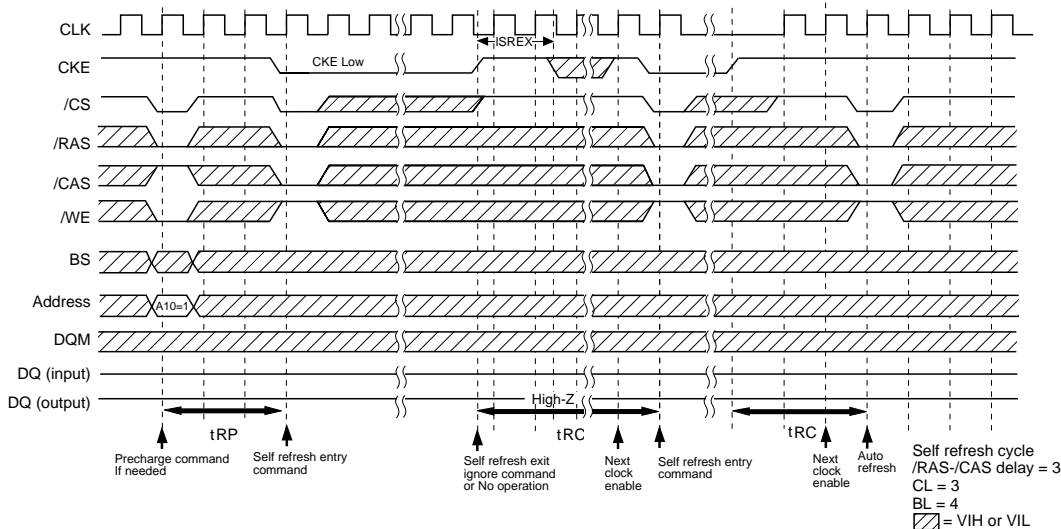 CLK
lSREX
CKE
CKE Low
/CS
/RAS
/CAS
/WE
BS
Address
A10=1
DQM
DQ (input)
DQ (output)
High-Z
tRP
tRC
tRC
Precharge command
If needed
Self refresh entry
command
Self refresh exit
ignore command
or No operation
Next
clock
enable
Self refresh entry
command
Next
clock
enable
Auto
refresh
Self refresh cycle
/RAS-/CAS delay = 3
CL = 3
BL = 4
= VIH or VIL